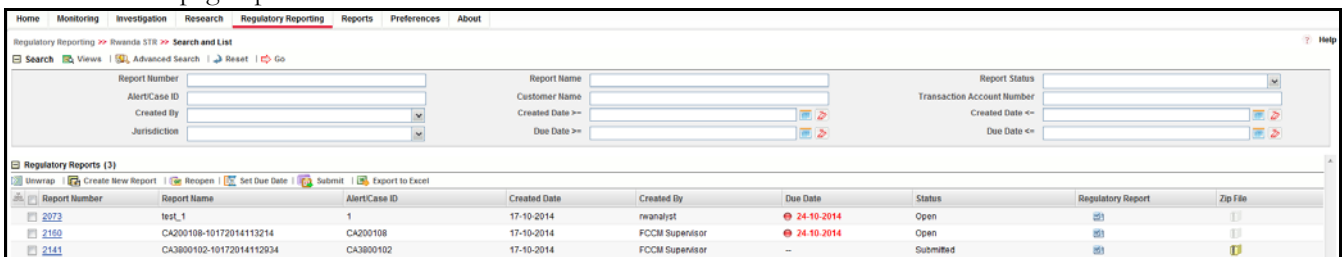 Home Monitoring Investigation Research Regulatory Reporting Reports Preferences About
Regulatory Reporting >> Rwanda STR >> Search and List ? Help
Search Views | Advanced Search | Reset | Go
Report Number Report Name Report Status
Alert/Case ID Customer Name Transaction Account Number
Created By Created Date >= Created Date <=
Jurisdiction Due Date >= Due Date <=
Regulatory Reports (3)
Unwrap | Create New Report | Reopen | Set Due Date | Submit | Export to Excel
Report Number Report Name Alert/Case ID Created Date Created By Due Date Status Regulatory Report Zip File
2073 test_1 1 17-10-2014 rwanalyst 24-10-2014 Open
2160 CA200108-10172014113214 CA200108 17-10-2014 FCCM Supervisor 24-10-2014 Open
2141 CA3800102-10172014112934 CA3800102 17-10-2014 FCCM Supervisor -- Submitted